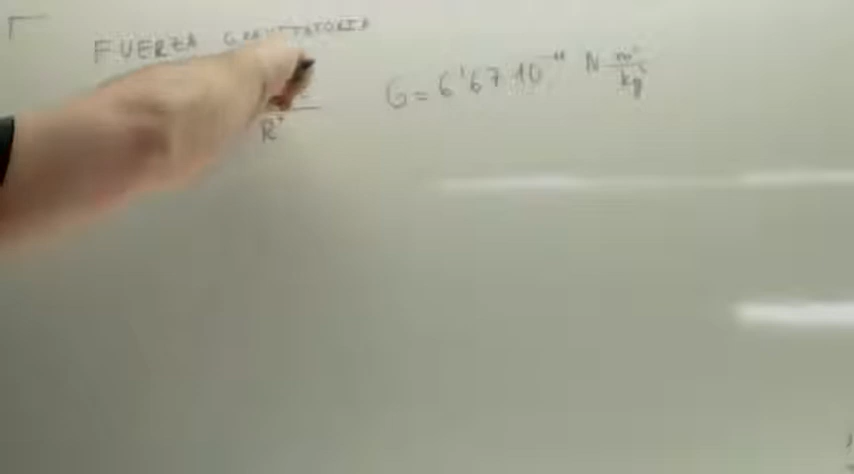 FUERZA GRAVITATORIA
G = 6'67 · 10⁻¹¹ N m²/kg²
R²